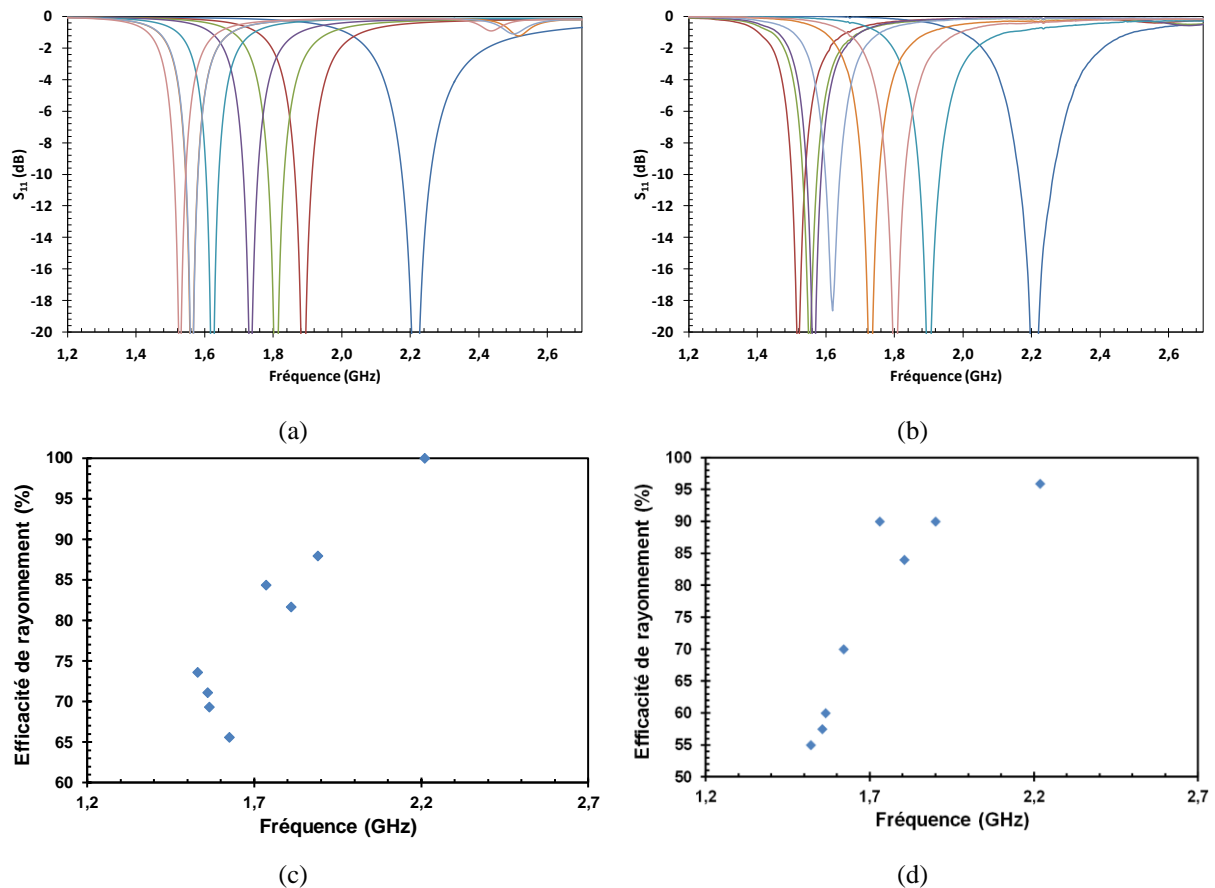 0
-2
-4
-6
-8
-10
-12
-14
-16
-18
-20
S11 (dB)
1,2 1,4 1,6 1,8 2,0 2,2 2,4 2,6
Fréquence (GHz)
(a)
0
-2
-4
-6
-8
-10
-12
-14
-16
-18
-20
S11 (dB)
1,2 1,4 1,6 1,8 2,0 2,2 2,4 2,6
Fréquence (GHz)
(b)
100
95
90
85
80
75
70
65
60
Efficacité de rayonnement (%)
1,2 1,7 2,2 2,7
Fréquence (GHz)
(c)
100
95
90
85
80
75
70
65
60
55
50
Efficacité de rayonnement (%)
1,2 1,7 2,2 2,7
Fréquence (GHz)
(d)